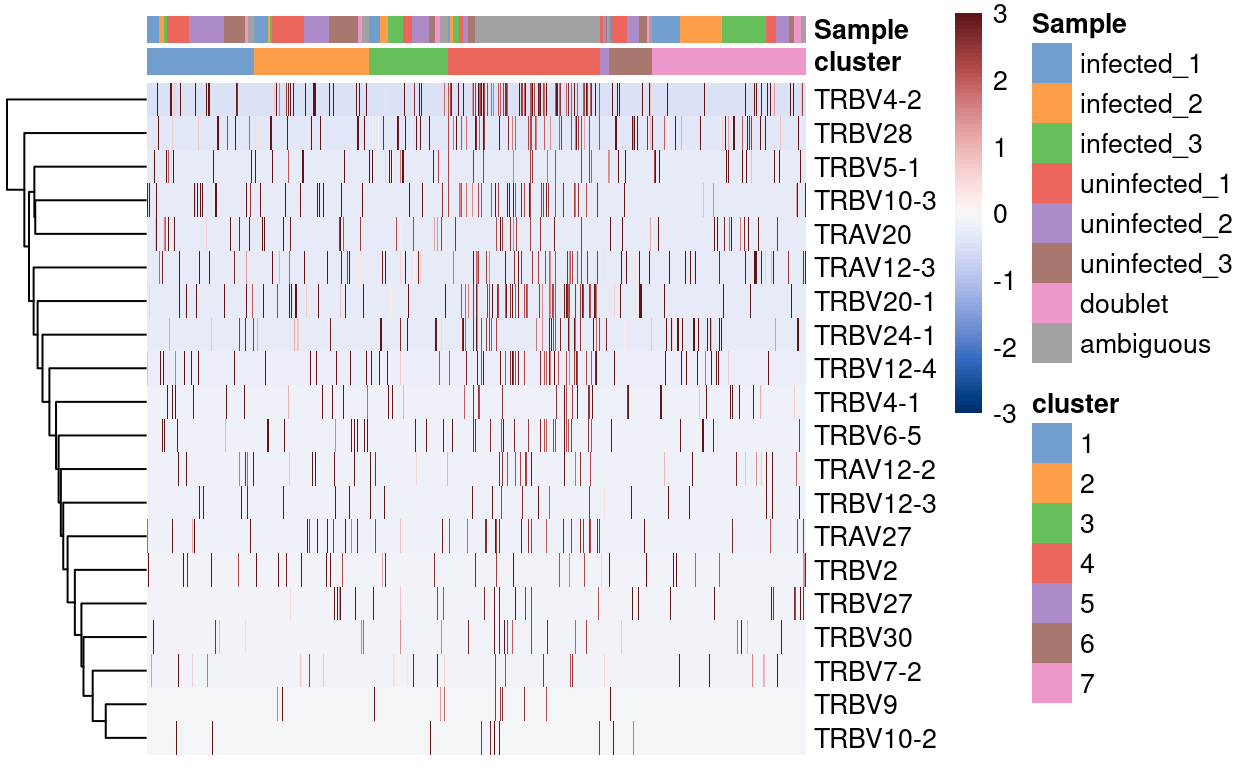 Sample
cluster
TRBV4-2
TRBV28
TRBV5-1
TRBV10-3
TRAV20
TRAV12-3
TRBV20-1
TRBV24-1
TRBV12-4
TRBV4-1
TRBV6-5
TRAV12-2
TRBV12-3
TRAV27
TRBV2
TRBV27
TRBV30
TRBV7-2
TRBV9
TRBV10-2
3
2
1
0
-1
-2
-3
Sample
infected_1
infected_2
infected_3
uninfected_1
uninfected_2
uninfected_3
doublet
ambiguous
cluster
1
2
3
4
5
6
7